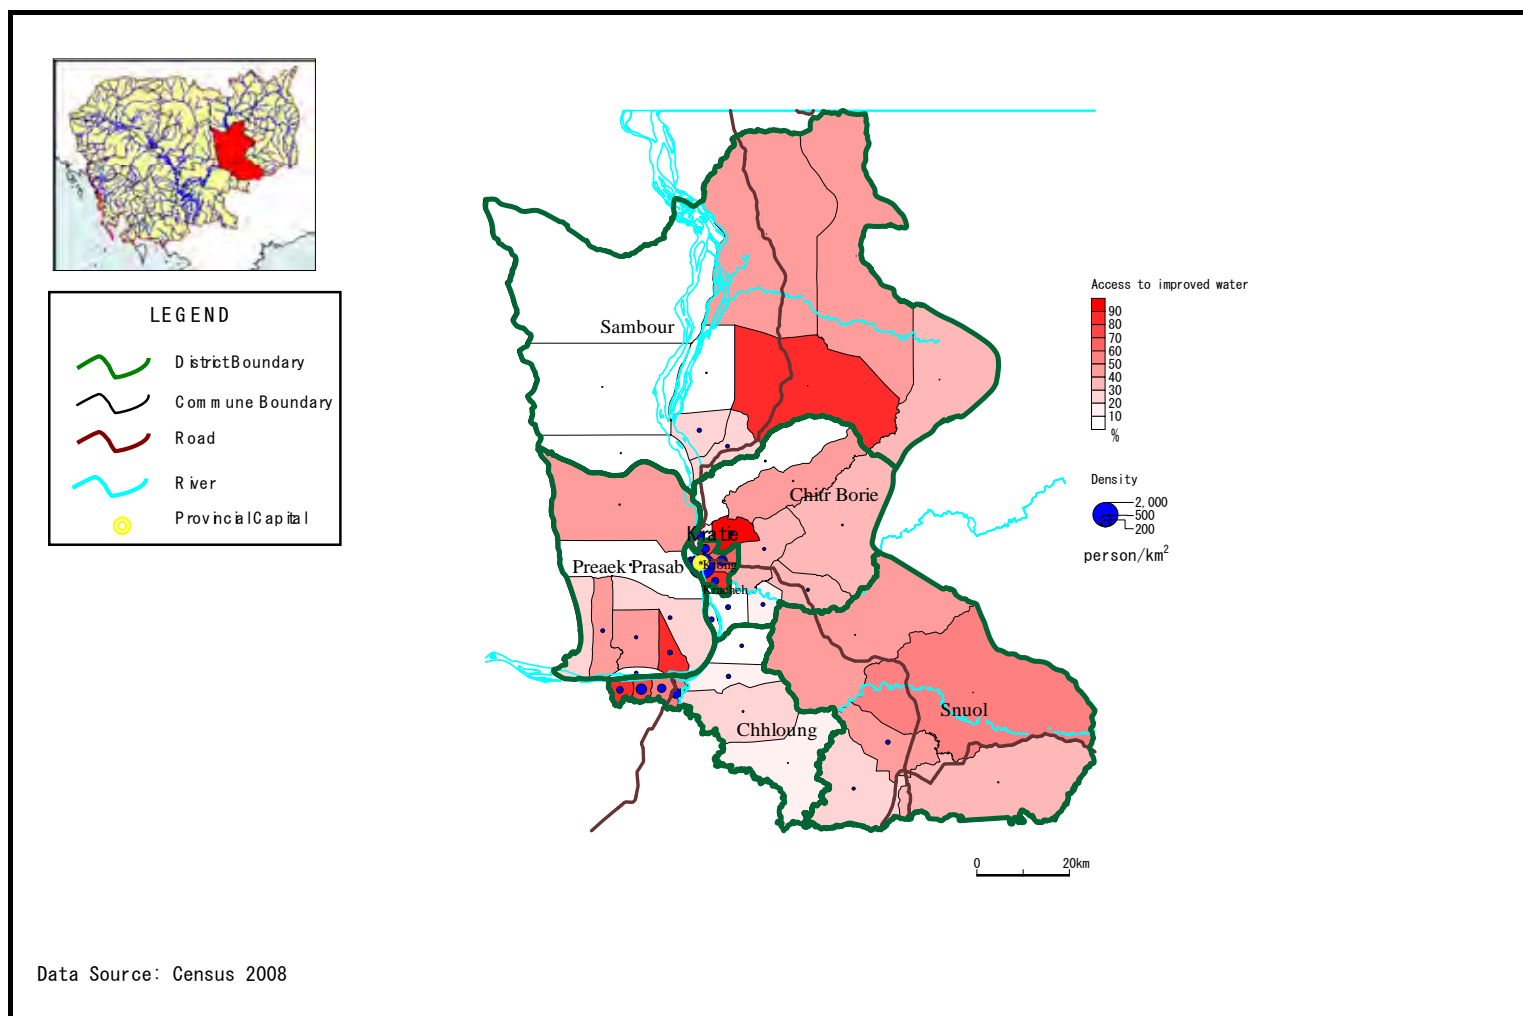 LEGEND
District Boundary
Commune Boundary
Road
River
Provincial Capital
Sambour
Chitr Borie
Kratie
Preaek Prasab
Krong
Kracheh
Snuol
Chhloung
Access to improved water
90
80
70
60
50
40
30
20
10
%
Density
2,000
500
200
person/km²
0 20km
Data Source: Census 2008